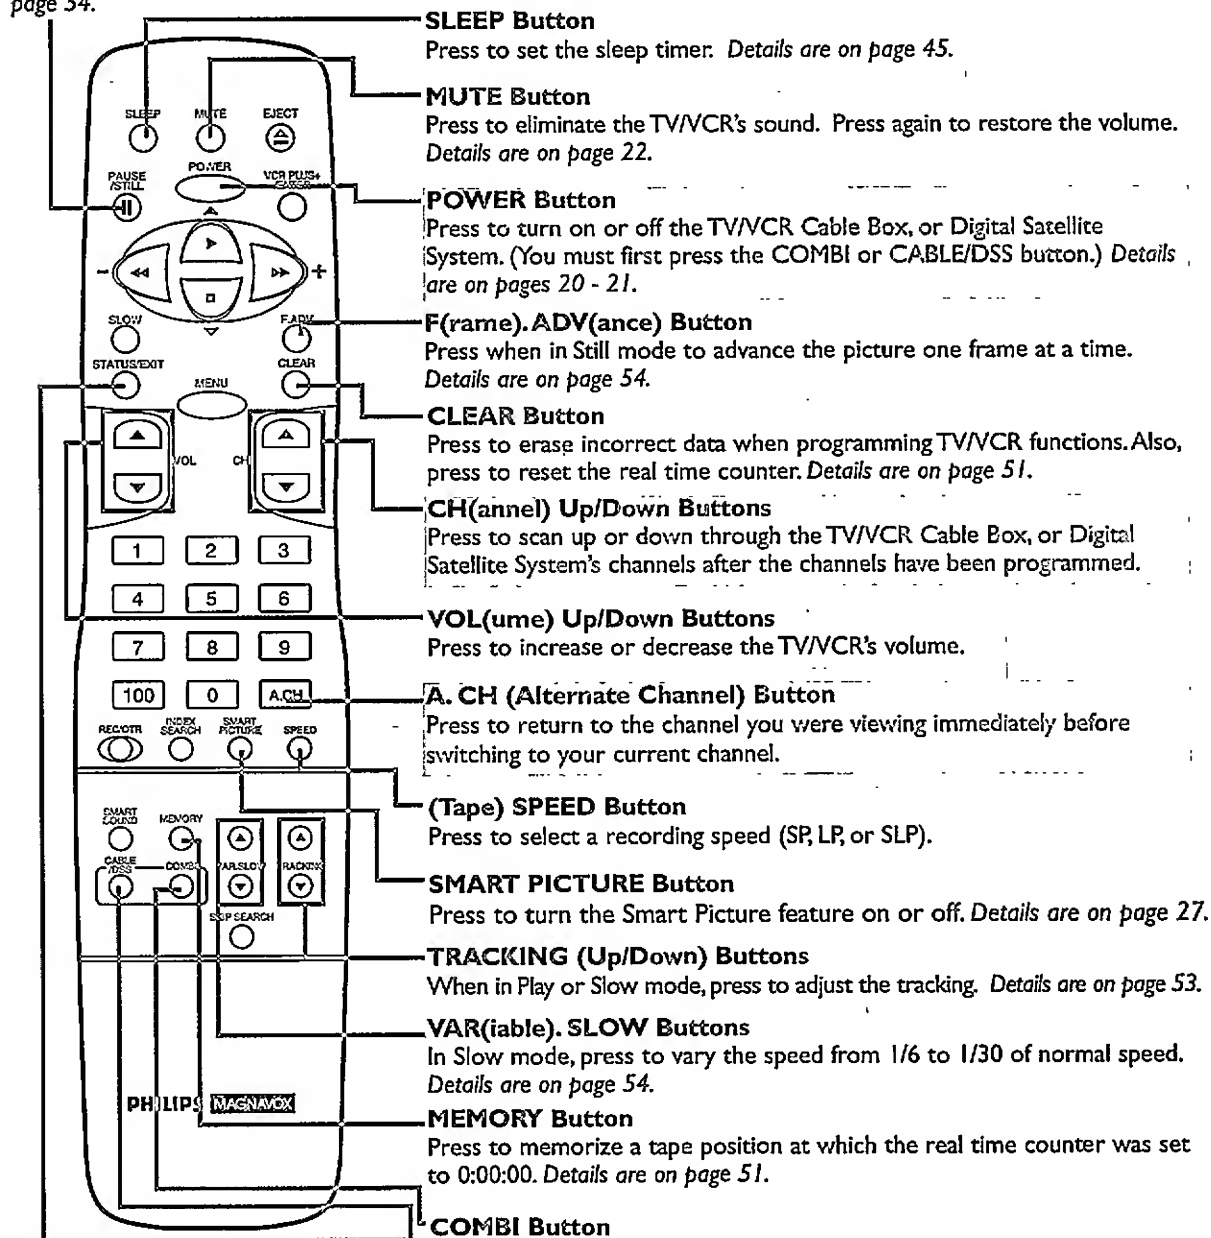 page 54.
SLEEP Button
Press to set the sleep timer. Details are on page 45.
MUTE Button
Press to eliminate the TV/VCR's sound. Press again to restore the volume.
Details are on page 22.
POWER Button
Press to turn on or off the TV/VCR Cable Box, or Digital Satellite
System. (You must first press the COMBI or CABLE/DSS button.) Details
are on pages 20 - 21.
F(rame). ADV(ance) Button
Press when in Still mode to advance the picture one frame at a time.
Details are on page 54.
CLEAR Button
Press to erase incorrect data when programming TV/VCR functions. Also,
press to reset the real time counter. Details are on page 51.
CH(annel) Up/Down Buttons
Press to scan up or down through the TV/VCR Cable Box, or Digital
Satellite System's channels after the channels have been programmed.
VOL(ume) Up/Down Buttons
Press to increase or decrease the TV/VCR's volume.
A. CH (Alternate Channel) Button
Press to return to the channel you were viewing immediately before
switching to your current channel.
(Tape) SPEED Button
Press to select a recording speed (SP, LP, or SLP).
SMART PICTURE Button
Press to turn the Smart Picture feature on or off. Details are on page 27.
TRACKING (Up/Down) Buttons
When in Play or Slow mode, press to adjust the tracking. Details are on page 53.
VAR(iable). SLOW Buttons
In Slow mode, press to vary the speed from 1/6 to 1/30 of normal speed.
Details are on page 54.
MEMORY Button
Press to memorize a tape position at which the real time counter was set
to 0:00:00. Details are on page 51.
COMBI Button
SLEEP MUTE EJECT
POWER
PAUSE
/STILL
VCR PLUS+
- +
SLOW F.ADV
STATUS/EXIT CLEAR
MENU
VOL CH
1 2 3
4 5 6
7 8 9
100 0 A.CH
REC/OTR INDEX
SEARCH SMART
PICTURE SPEED
SMART
SOUND MEMORY
CABLE
/DSS COMBI VAR.SLOW TRACKING
SKIP SEARCH
PHILIPS MAGNAVOX